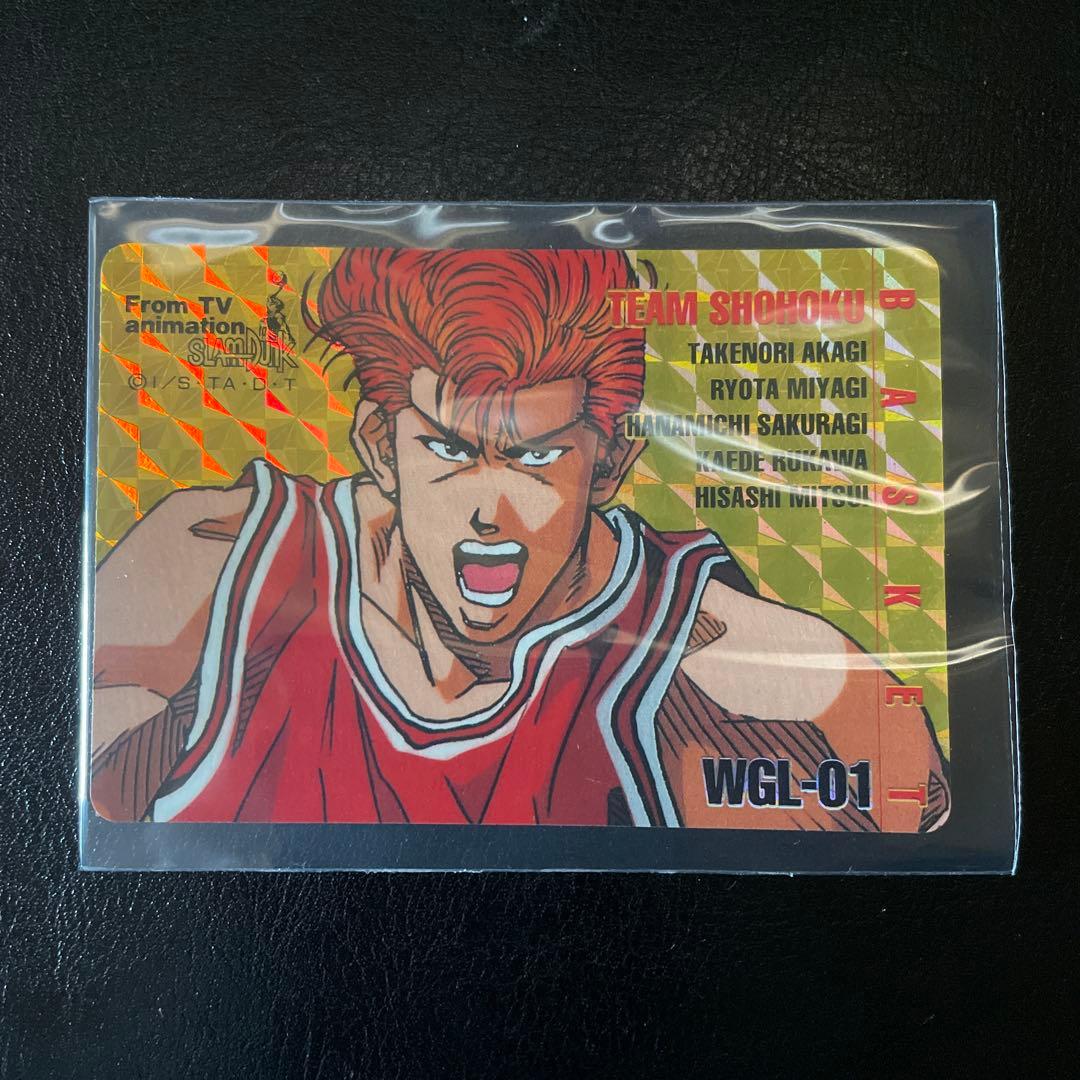 From T.V
animation
SLAM DUNK
©I/S・TA・D・T
TEAM SHOHOKU
TAKENORI AKAGI
RYOTA MIYAGI
HANAMICHI SAKURAGI
KAEDE RUKAWA
HISASHI MITSUI
BASKET
WGL-01